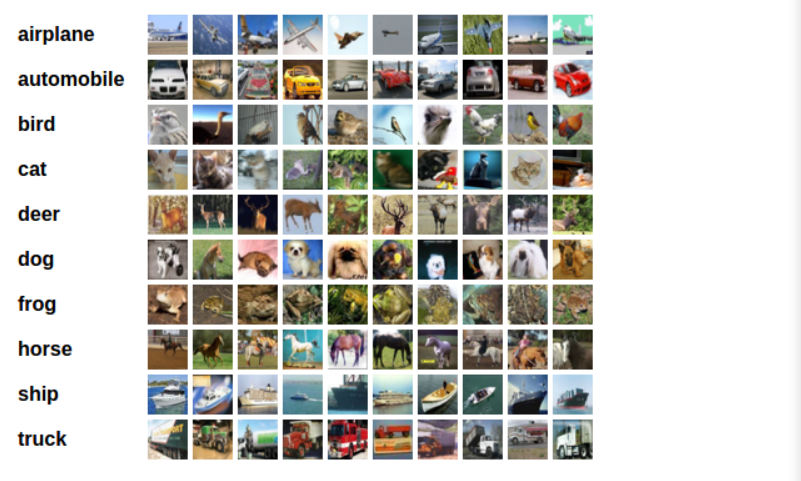 airplane
automobile
bird
cat
deer
dog
frog
horse
ship
truck